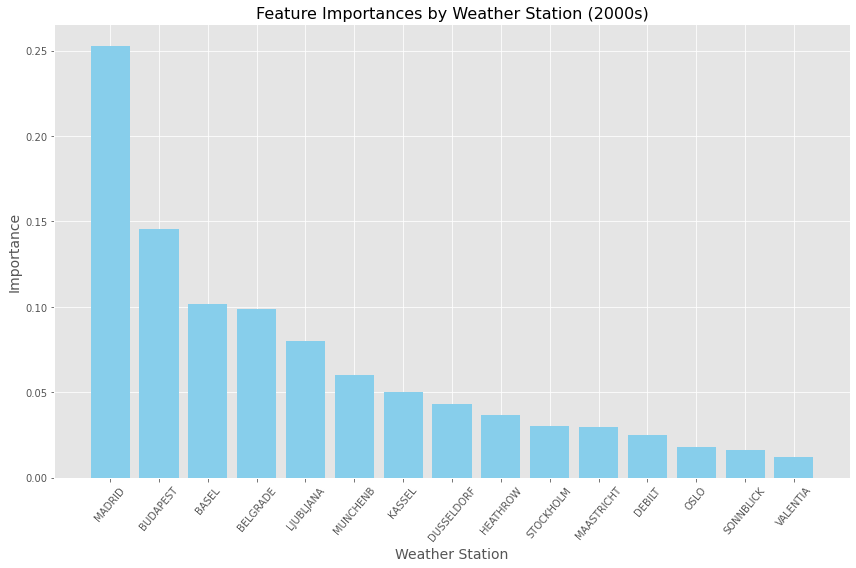 Feature Importances by Weather Station (2000s)
Importance
0.25
0.20
0.15
0.10
0.05
0.00
MADRID
BUDAPEST
BASEL
BELGRADE
LJUBLJANA
MUNCHENB
KASSEL
DUSSELDORF
HEATHROW
STOCKHOLM
MAASTRICHT
DEBILT
OSLO
SONNBLICK
VALENTIA
Weather Station